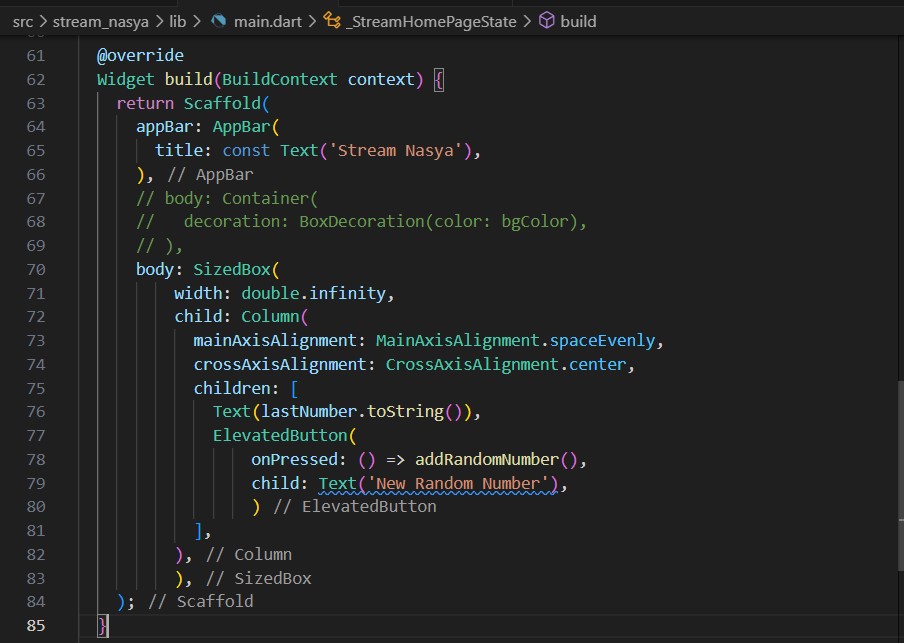 src > stream_nasya > lib > main.dart > _StreamHomePageState > build
61 @override
62 Widget build(BuildContext context) {
63 return Scaffold(
64 appBar: AppBar(
65 title: const Text('Stream Nasya'),
66 ), // AppBar
67 // body: Container(
68 //   decoration: BoxDecoration(color: bgColor),
69 // ),
70 body: SizedBox(
71 width: double.infinity,
72 child: Column(
73 mainAxisAlignment: MainAxisAlignment.spaceEvenly,
74 crossAxisAlignment: CrossAxisAlignment.center,
75 children: [
76 Text(lastNumber.toString()),
77 ElevatedButton(
78 onPressed: () => addRandomNumber(),
79 child: Text('New Random Number'),
80 ) // ElevatedButton
81 ],
82 ), // Column
83 ), // SizedBox
84 ); // Scaffold
85 }